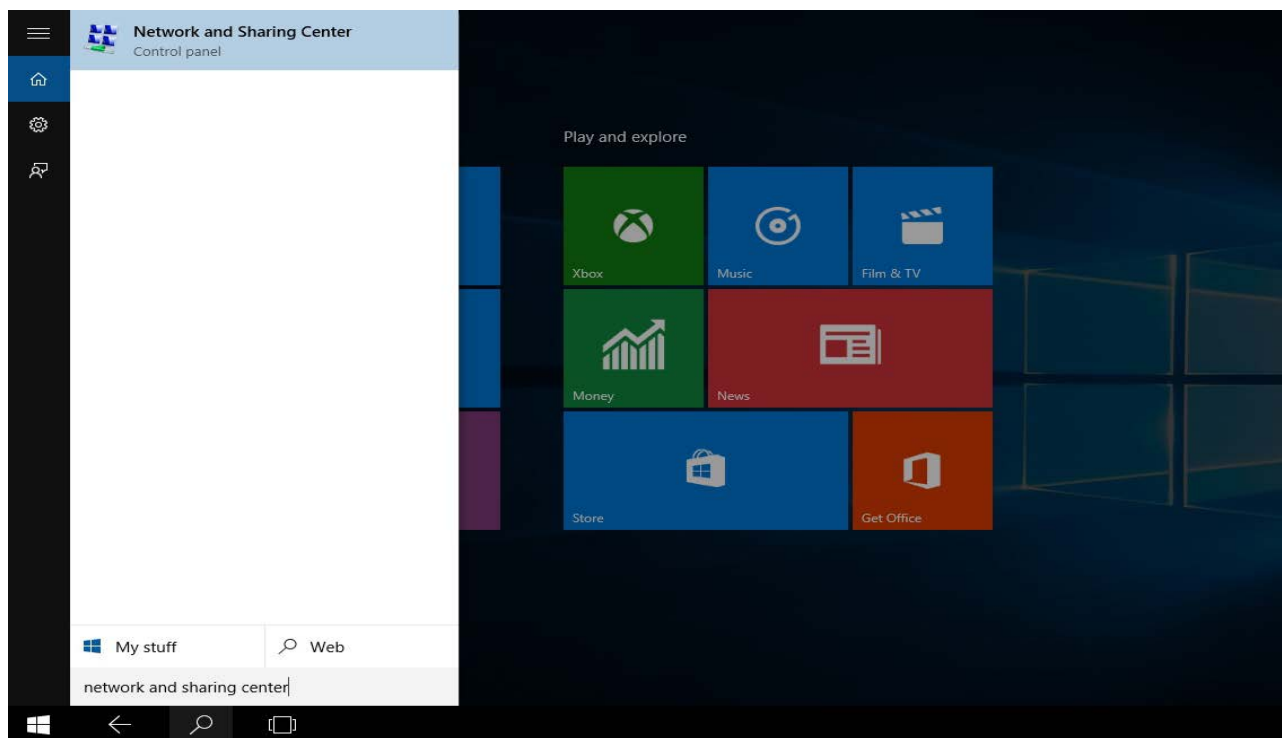 Network and Sharing Center
Control panel
Play and explore
Xbox
Music
Film & TV
Money
News
Store
Get Office
My stuff
Web
network and sharing center